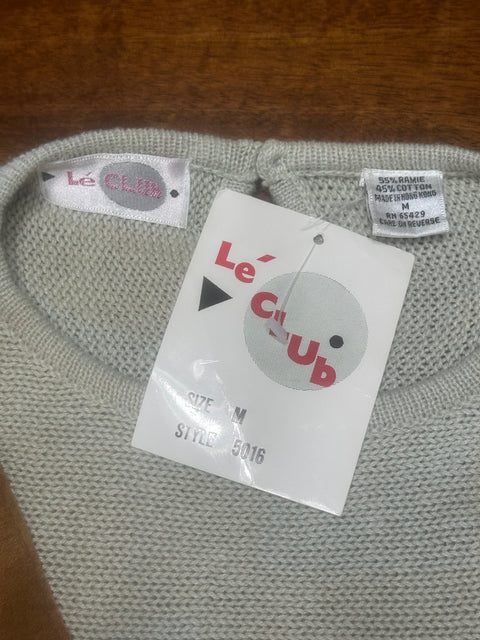 Lé CLUb
55% RAMIE
45% COTTON
MADE IN HONG KONG
M
RN 65429
CARE ON REVERSE
Lé
CLUb
SIZE M
STYLE 5016